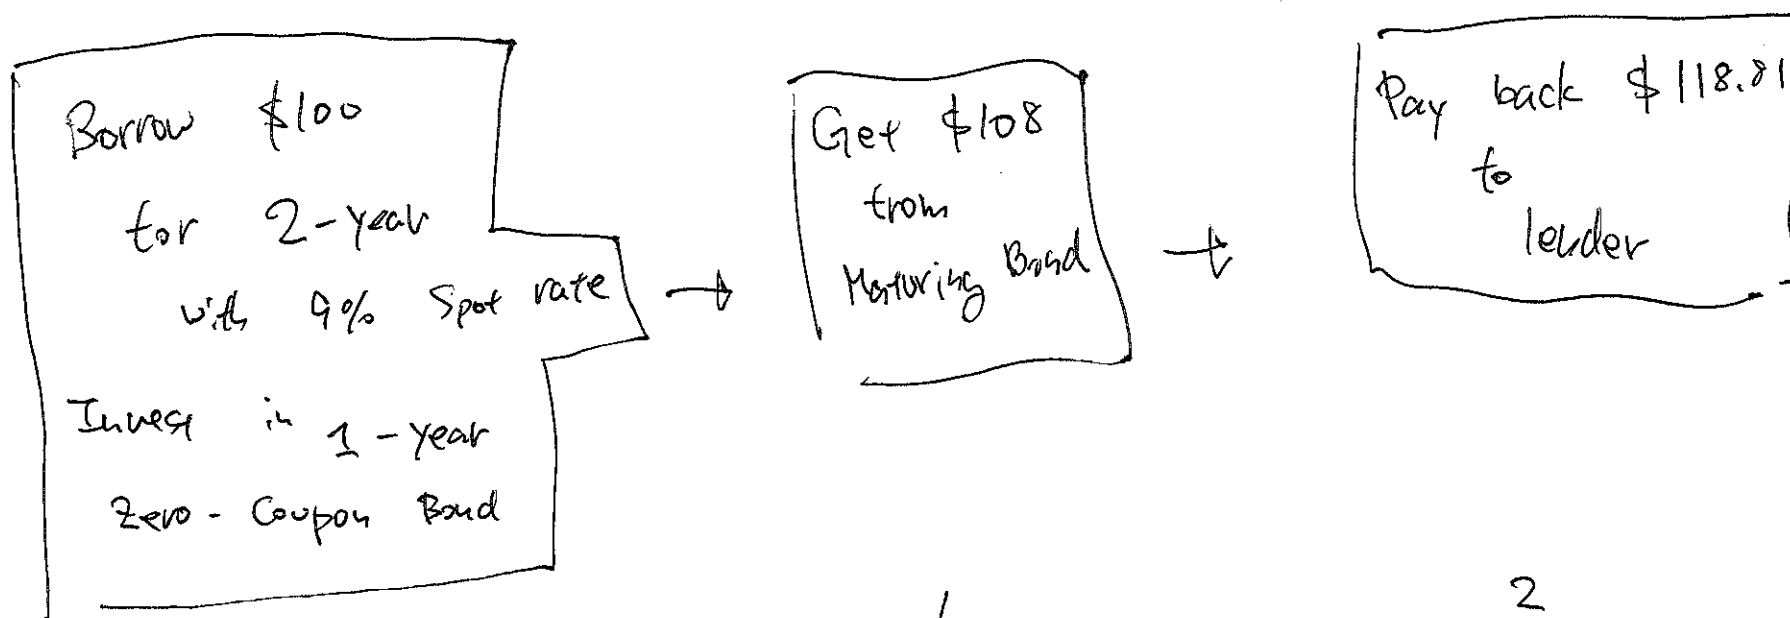 Borrow $100
for 2-year
with 9% Spot rate
Invest in 1-year
Zero-Coupon Bond
Get $108
from
Maturing Bond
Pay back $118.81
to
lender
1
2